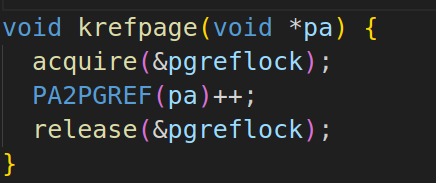 void krefpage(void *pa) {
  acquire(&pgreflock);
  PA2PGREF(pa)++;
  release(&pgreflock);
}